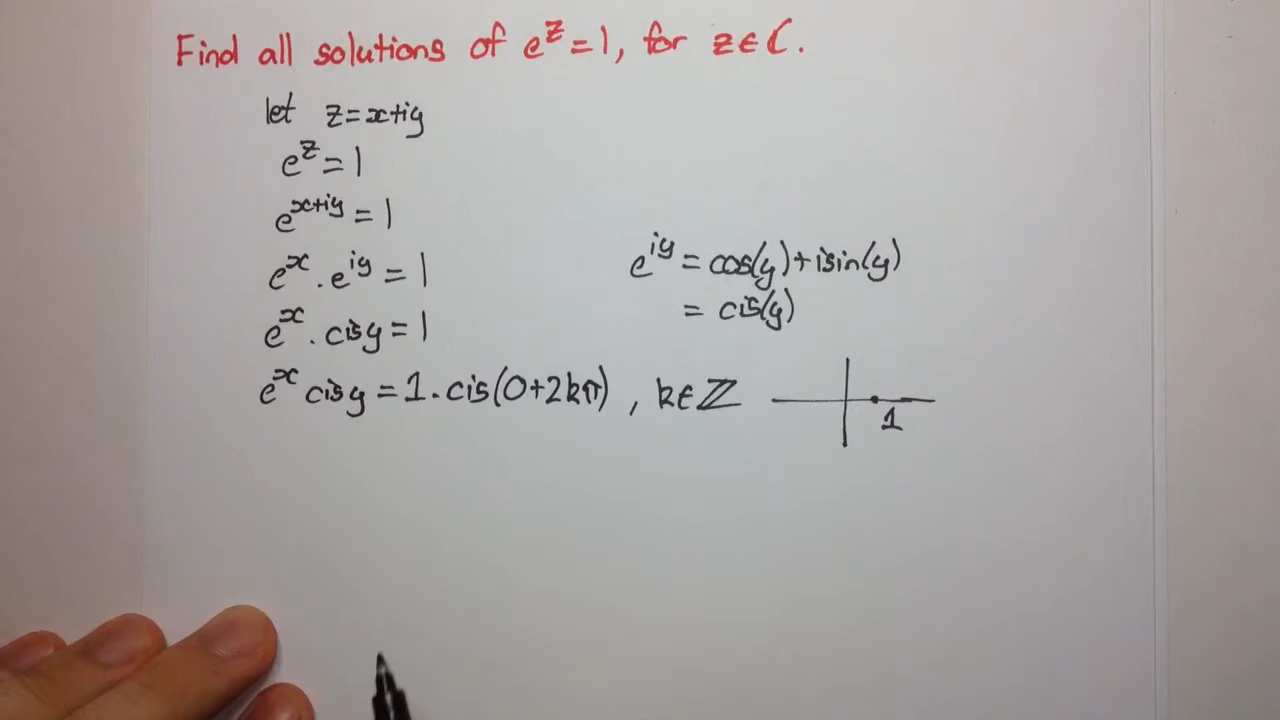 Find all solutions of e^z = 1, for z ∈ ℂ.
let z = x+iy
e^z = 1
e^(x+iy) = 1
e^x . e^(iy) = 1
e^(iy) = cos(y) + isin(y)
= cis(y)
e^x . cisy = 1
e^x cisy = 1 . cis(0+2kπ) , k ∈ ℤ
1